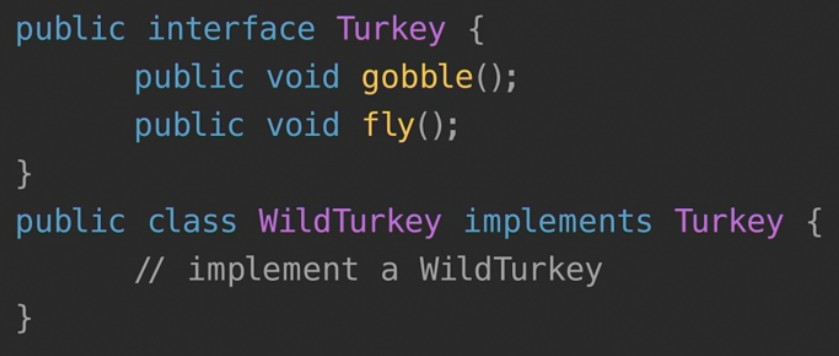 public interface Turkey {
public void gobble();
public void fly();
}
public class WildTurkey implements Turkey {
// implement a WildTurkey
}